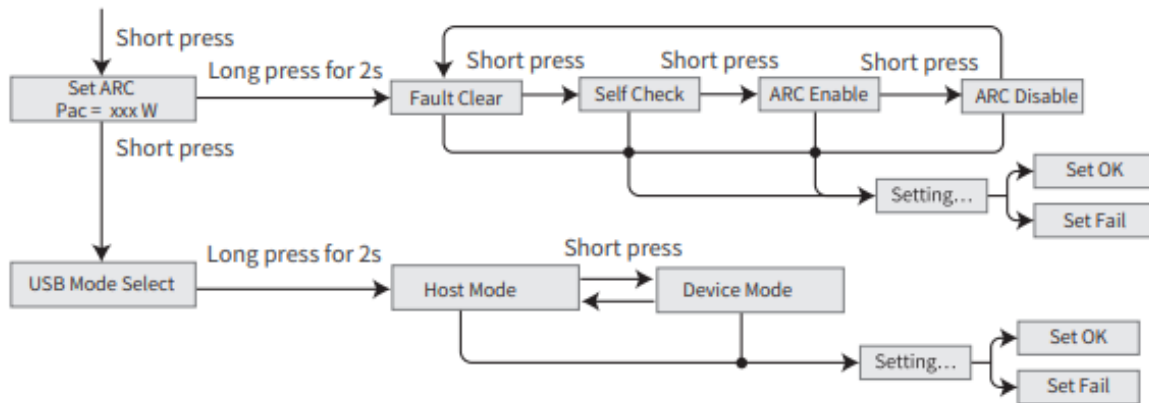 Short press
Set ARC
Pac = xxx W
Long press for 2s
Fault Clear
Short press
Self Check
Short press
ARC Enable
Short press
ARC Disable
Short press
Setting…
Set OK
Set Fail
USB Mode Select
Long press for 2s
Host Mode
Short press
Device Mode
Setting…
Set OK
Set Fail